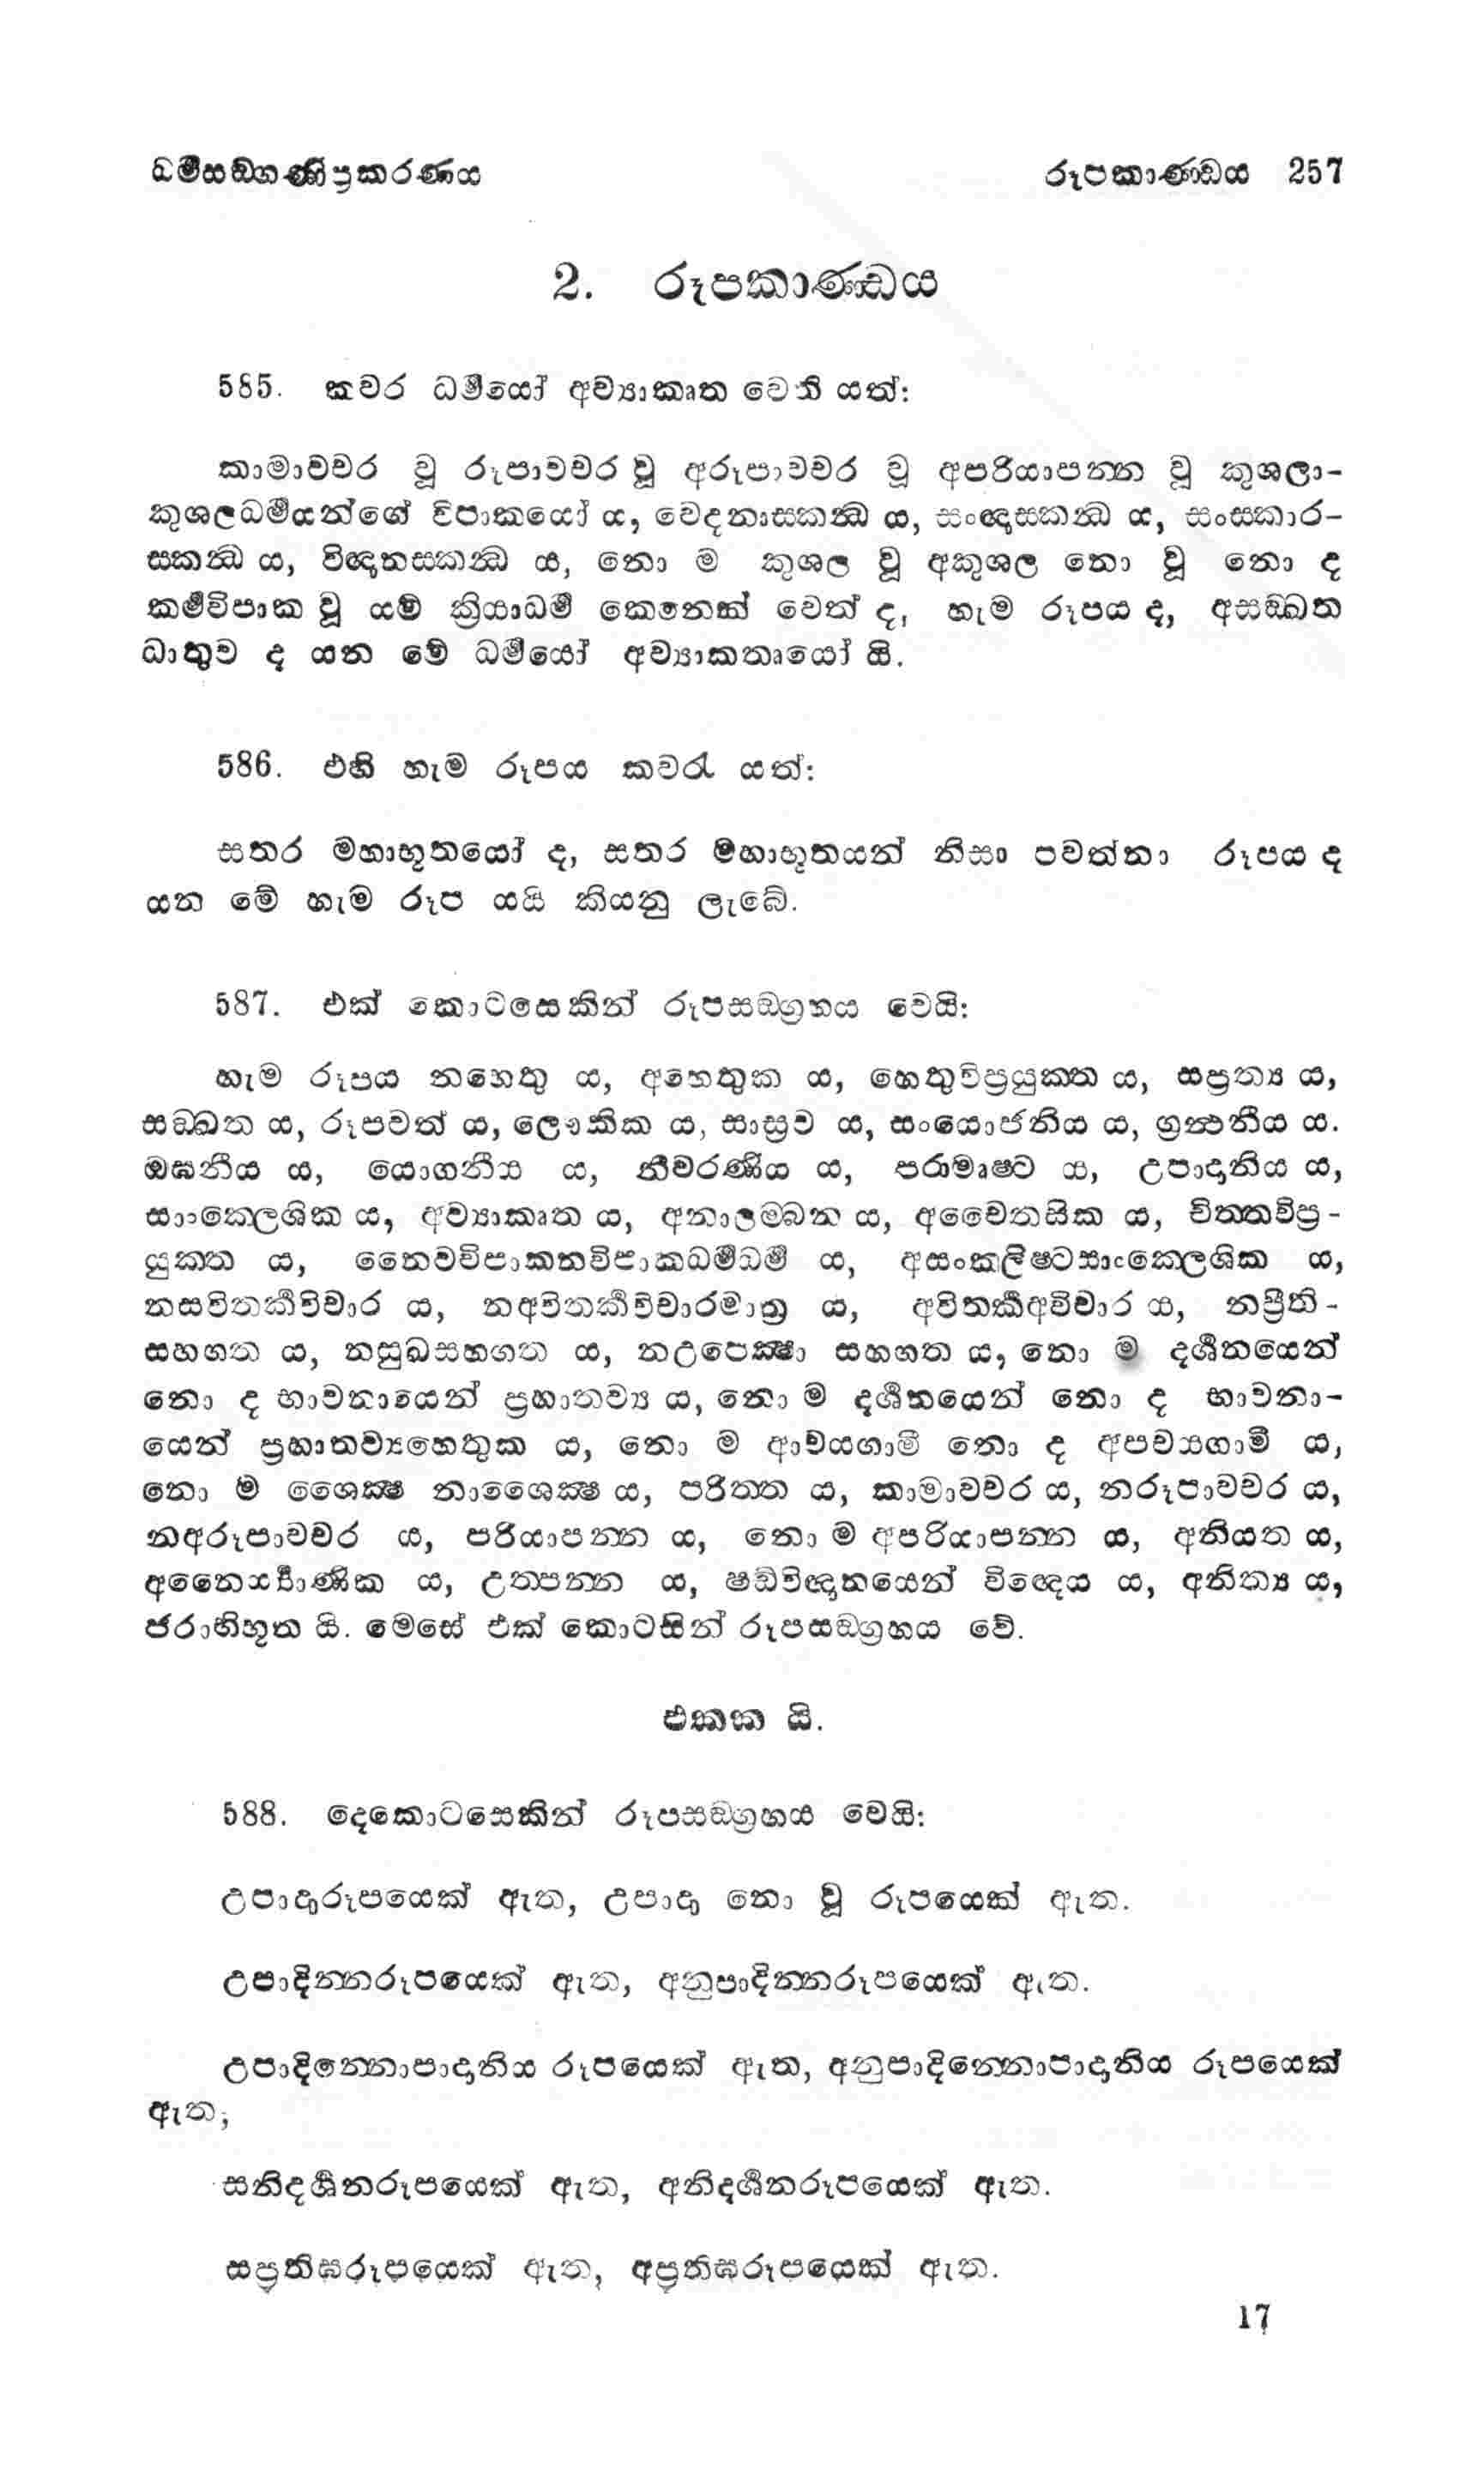 ධර්‍මසඞ්ගණිප්‍රකරණය රූපකාණ්ඩය 257
2. රූපකාණ්ඩය
585. කවර ධර්‍මයෝ අව්‍යාකෘත වෙති යත්:
කාමාවචර වූ රූපාවචර වූ අරූපාවචර වූ අපරියාපන්න වූ කුශලා-
කුශලධර්‍මයන්ගේ විපාකයෝ ය, වෙදනාස්කන්ධ ය, සංඥාස්කන්ධ ය, සංස්කාර-
ස්කන්ධ ය, විඥානස්කන්ධ ය, නො ම කුශල වූ අකුශල නො වූ නො ද
කර්‍මවිපාක වූ යම් ක්‍රියාධර්‍ම කෙනෙක් වෙත් ද, හැම රූපය ද, අසඞ්ඛත
ධාතුව ද යන මේ ධර්‍මයෝ අව්‍යාකතෘයෝ යි.
586. එහි හැම රූපය කවරැ යත්:
සතර මහාභූතයෝ ද, සතර මහාභූතයන් නිසා පවත්නා රූපය ද
යන මේ හැම රූප යයි කියනු ලැබේ.
587. එක් කොටසෙකින් රූපසඞ්ග්‍රහය වෙයි:
හැම රූපය නහෙතු ය, අහෙතුක ය, හෙතුවිප්‍රයුක්ත ය, සප්‍රත්‍ය ය,
සඞ්ඛත ය, රූපවත් ය, ලෞකික ය, සාස්‍රව ය, සංයොජනිය ය, ග්‍රන්ථනීය ය.
ඔඝනීය ය, යොගනීය ය, නීවරණිය ය, පරාමෘෂ්ට ය, උපාදානිය ය,
සාංක්ලෙශික ය, අව්‍යාකෘත ය, අනාලම්බන ය, අචෛතසික ය, චිත්තවිප්‍ර-
යුක්ත ය, නෛවවිපාකනවිපාකධර්‍මධර්‍ම ය, අසංක්ලිෂ්ටසාංක්ලෙශික ය,
නසවිතර්‍කවිචාර ය, නඅවිතර්‍කවිචාරමාත්‍ර ය, අවිතර්‍කඅවිචාර ය, නප්‍රීති-
සහගත ය, නසුඛසහගත ය, නඋපෙක්ෂා සහගත ය, නො ම දර්‍ශනයෙන්
නො ද භාවනායෙන් ප්‍රහාතව්‍ය ය, නො ම දර්‍ශනයෙන් නො ද භාවනා-
යෙන් ප්‍රහාතව්‍යහෙතුක ය, නො ම ආචයගාමී නො ද අපචයගාමී ය,
නො ම ශෛක්ෂ නාශෛක්ෂ ය, පරිත්ත ය, කාමාවචර ය, නරූපාවචර ය,
නඅරූපාවචර ය, පරියාපන්න ය, නො ම අපරියාපන්න ය, අනියත ය,
අනෛර්‍ය්‍යාණික ය, උත්පන්න ය, ෂඩ්විඥානයෙන් විඥෙය ය, අනිත්‍ය ය,
ජරාභිභූත යි. මෙසේ එක් කොටසින් රූපසඞ්ග්‍රහය වේ.
එකක යි.
588. දෙකොටසෙකින් රූපසඞ්ග්‍රහය වෙයි:
උපාදාරූපයෙක් ඇත, උපාදා නො වූ රූපයෙක් ඇත.
උපාදින්නරූපයෙක් ඇත, අනුපාදින්නරූපයෙක් ඇත.
උපාදින්නොපාදානිය රූපයෙක් ඇත, අනුපාදින්නොපාදානිය රූපයෙක්
ඇත,
සනිදර්‍ශනරූපයෙක් ඇත, අනිදර්‍ශනරූපයෙක් ඇත.
සප්‍රතිඝරූපයෙක් ඇත, අප්‍රතිඝරූපයෙක් ඇත.
17